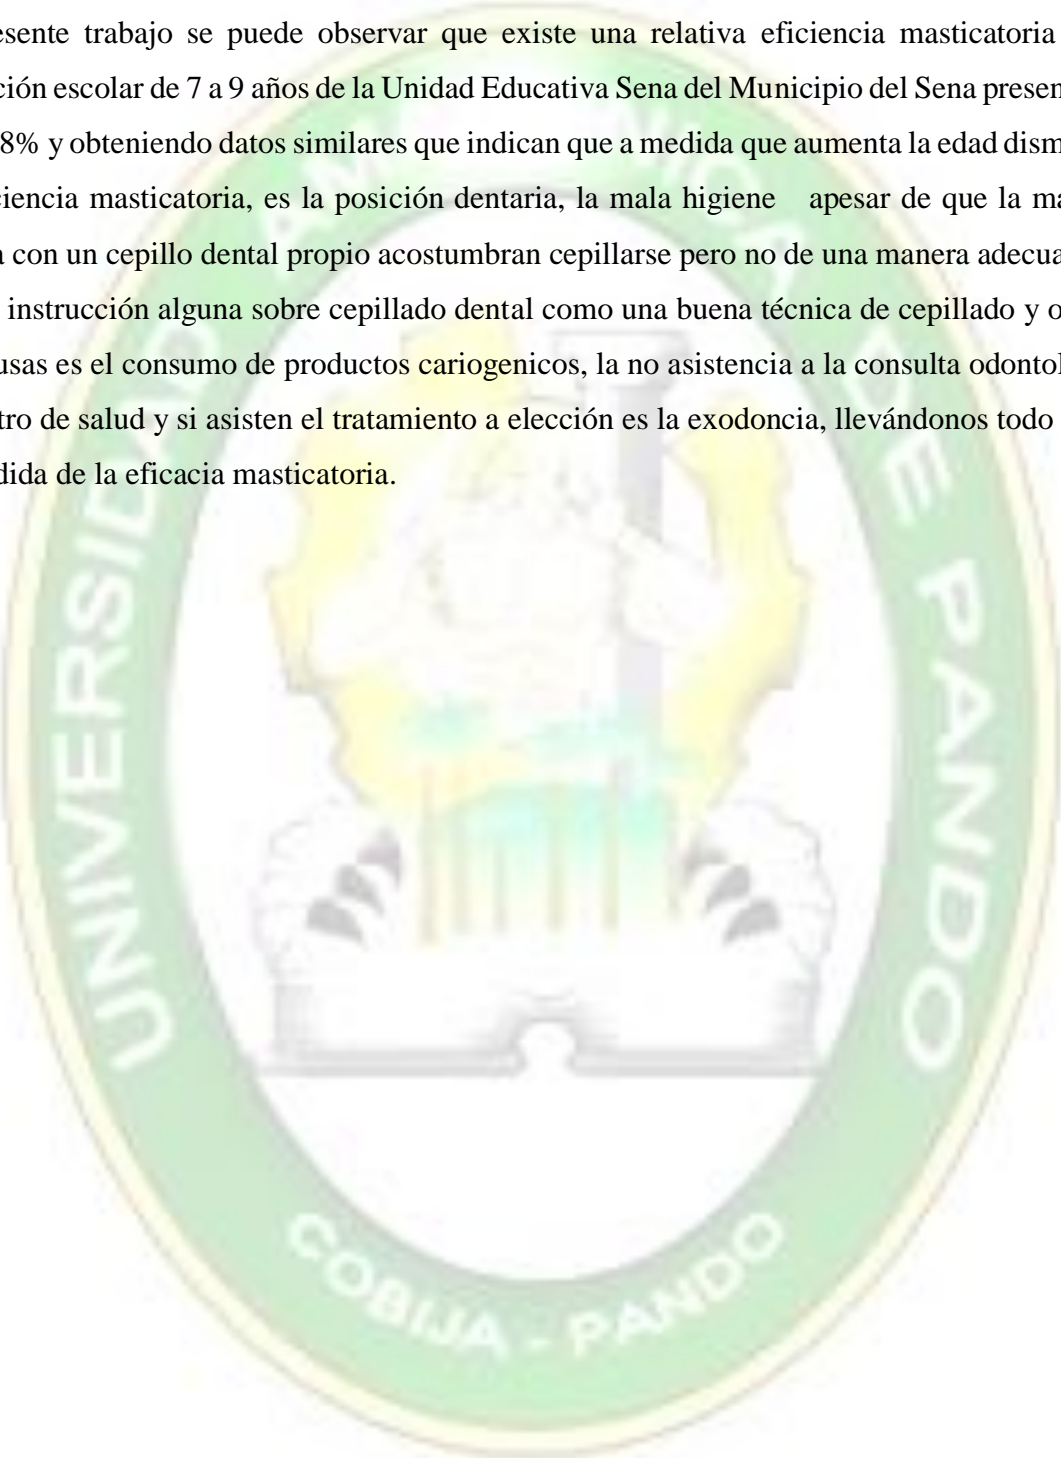 esente trabajo se puede observar que existe una relativa eficiencia masticatoria
ción escolar de 7 a 9 años de la Unidad Educativa Sena del Municipio del Sena presen
8% y obteniendo datos similares que indican que a medida que aumenta la edad dism
ciencia masticatoria, es la posición dentaria, la mala higiene apesar de que la ma
a con un cepillo dental propio acostumbran cepillarse pero no de una manera adecua
instrucción alguna sobre cepillado dental como una buena técnica de cepillado y o
usas es el consumo de productos cariogenicos, la no asistencia a la consulta odontol
tro de salud y si asisten el tratamiento a elección es la exodoncia, llevándonos todo
dida de la eficacia masticatoria.
UNIVERSIDAD AMAZONICA DE PANDO
COBIJA - PANDO